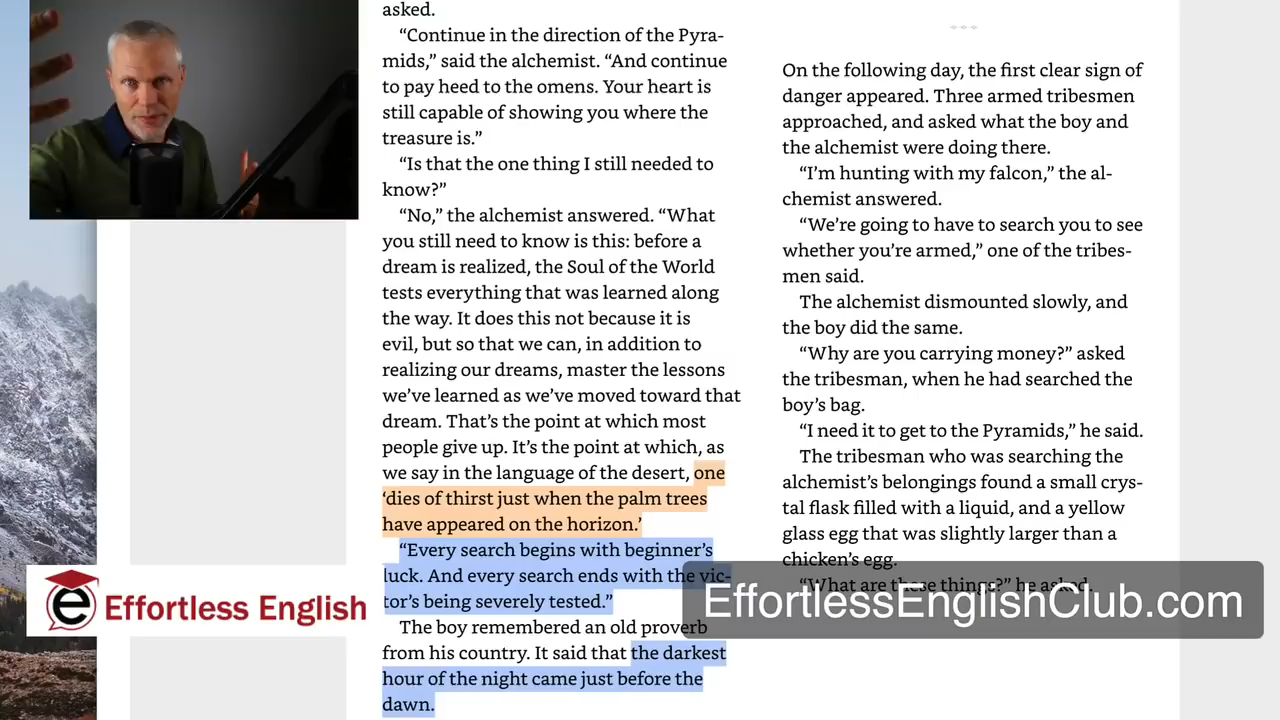 asked.
“Continue in the direction of the Pyra-
mids,” said the alchemist. “And continue
to pay heed to the omens. Your heart is
still capable of showing you where the
treasure is.”
“Is that the one thing I still needed to
know?”
“No,” the alchemist answered. “What
you still need to know is this: before a
dream is realized, the Soul of the World
tests everything that was learned along
the way. It does this not because it is
evil, but so that we can, in addition to
realizing our dreams, master the lessons
we’ve learned as we’ve moved toward that
dream. That’s the point at which most
people give up. It’s the point at which, as
we say in the language of the desert, one
‘dies of thirst just when the palm trees
have appeared on the horizon.’
“Every search begins with beginner’s
luck. And every search ends with the vic-
tor’s being severely tested.”
The boy remembered an old proverb
from his country. It said that the darkest
hour of the night came just before the
dawn.
On the following day, the first clear sign of
danger appeared. Three armed tribesmen
approached, and asked what the boy and
the alchemist were doing there.
“I’m hunting with my falcon,” the al-
chemist answered.
“We’re going to have to search you to see
whether you’re armed,” one of the tribes-
men said.
The alchemist dismounted slowly, and
the boy did the same.
“Why are you carrying money?” asked
the tribesman, when he had searched the
boy’s bag.
“I need it to get to the Pyramids,” he said.
The tribesman who was searching the
alchemist’s belongings found a small crys-
tal flask filled with a liquid, and a yellow
glass egg that was slightly larger than a
chicken’s egg.
“What are these things?” he asked.
e Effortless English
EffortlessEnglishClub.com